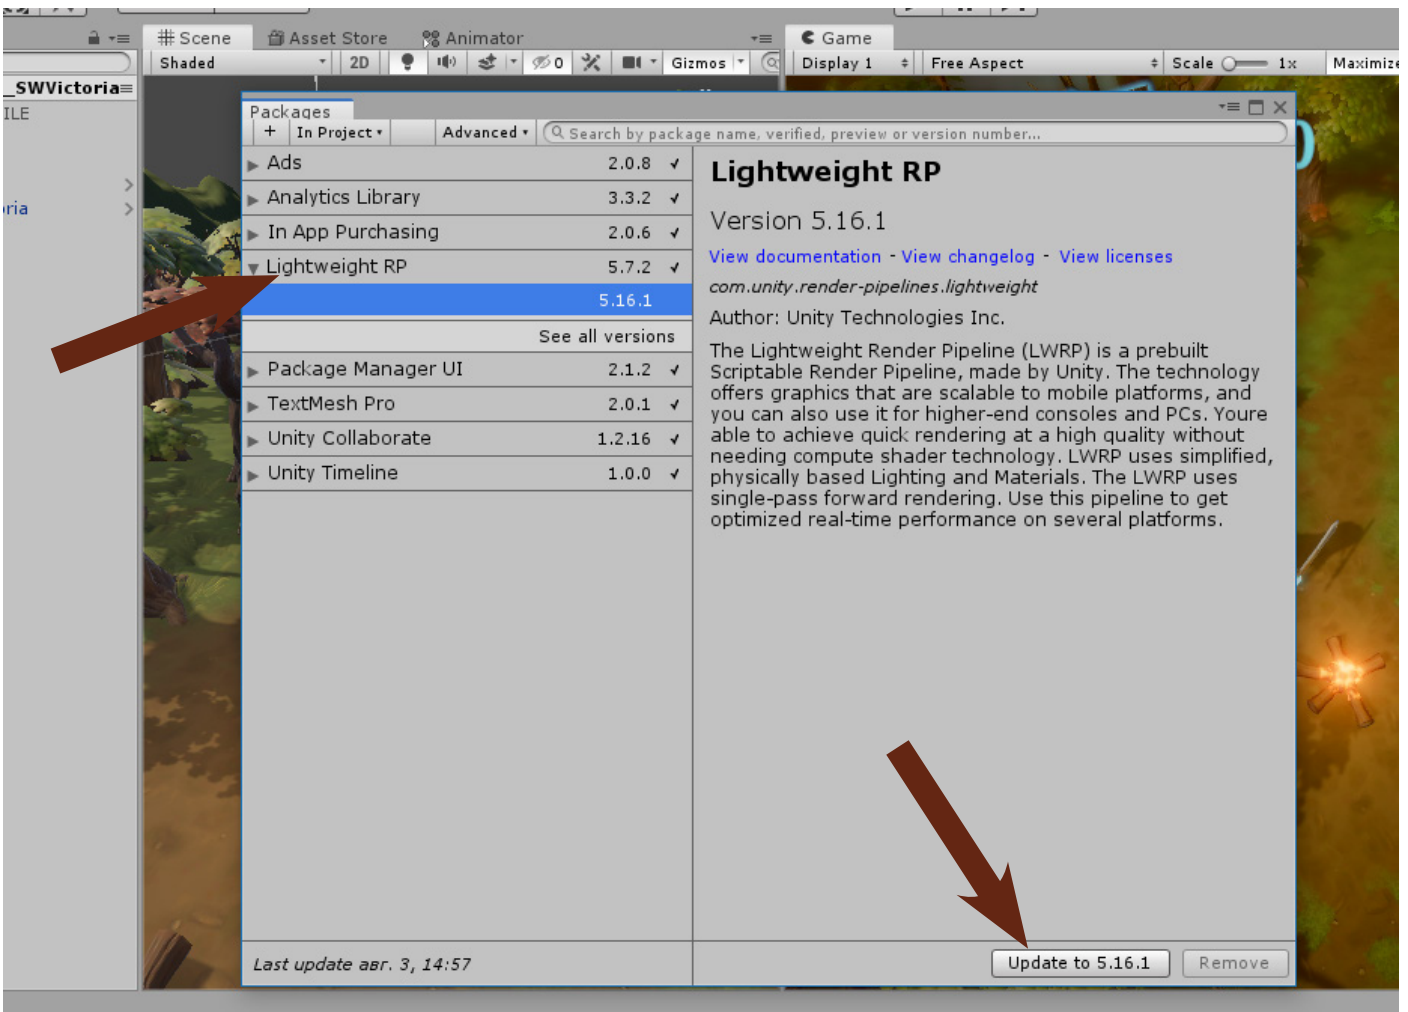 # Scene
Asset Store
Animator
Game
Shaded
2D
0
Gizmos
Display 1
Free Aspect
Scale
1x
Maximize
_SWVictoria
ILE
ria
Packages
+ In Project
Advanced
Search by package name, verified, preview or version number...
Ads 2.0.8
Analytics Library 3.3.2
In App Purchasing 2.0.6
Lightweight RP 5.7.2
5.16.1
See all versions
Package Manager UI 2.1.2
TextMesh Pro 2.0.1
Unity Collaborate 1.2.16
Unity Timeline 1.0.0
Last update авг. 3, 14:57
Lightweight RP
Version 5.16.1
View documentation - View changelog - View licenses
com.unity.render-pipelines.lightweight
Author: Unity Technologies Inc.
The Lightweight Render Pipeline (LWRP) is a prebuilt
Scriptable Render Pipeline, made by Unity. The technology
offers graphics that are scalable to mobile platforms, and
you can also use it for higher-end consoles and PCs. Youre
able to achieve quick rendering at a high quality without
needing compute shader technology. LWRP uses simplified,
physically based Lighting and Materials. The LWRP uses
single-pass forward rendering. Use this pipeline to get
optimized real-time performance on several platforms.
Update to 5.16.1
Remove